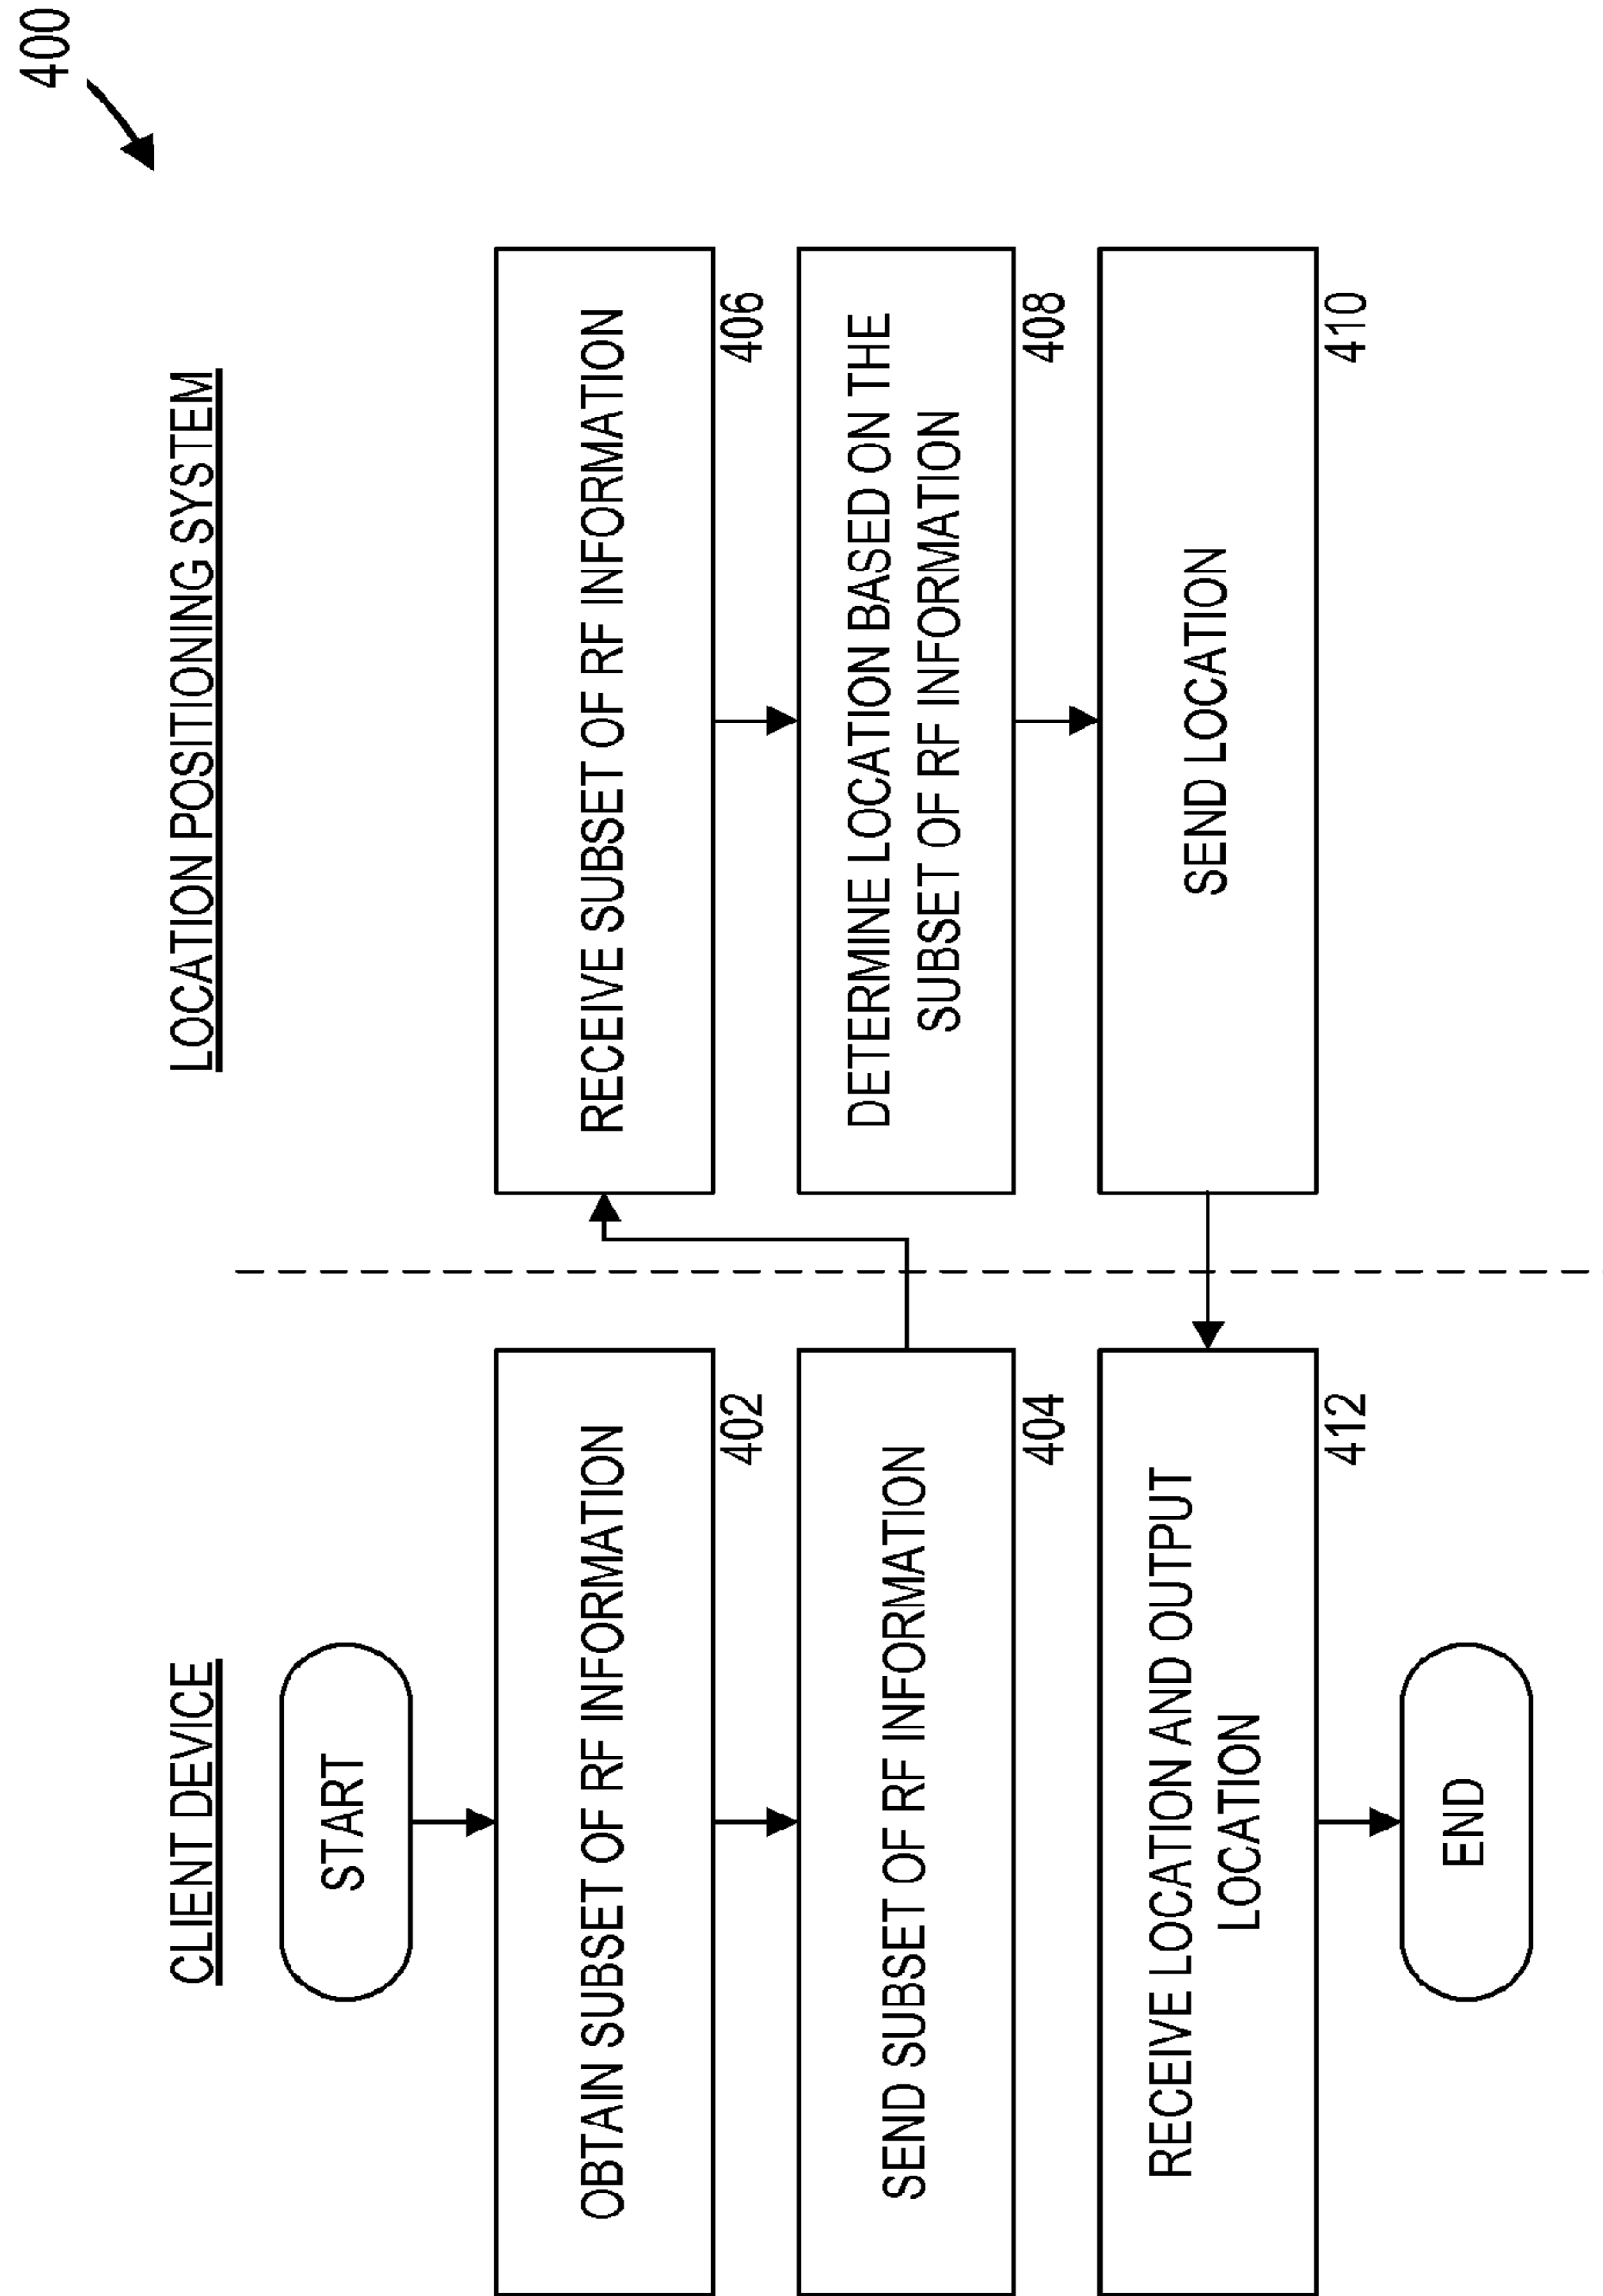 400
CLIENT DEVICE
LOCATION POSITIONING SYSTEM
START
OBTAIN SUBSET OF RF INFORMATION
402
SEND SUBSET OF RF INFORMATION
404
RECEIVE SUBSET OF RF INFORMATION
406
DETERMINE LOCATION BASED ON THE
SUBSET OF RF INFORMATION
408
SEND LOCATION
410
RECEIVE LOCATION AND OUTPUT
LOCATION
412
END